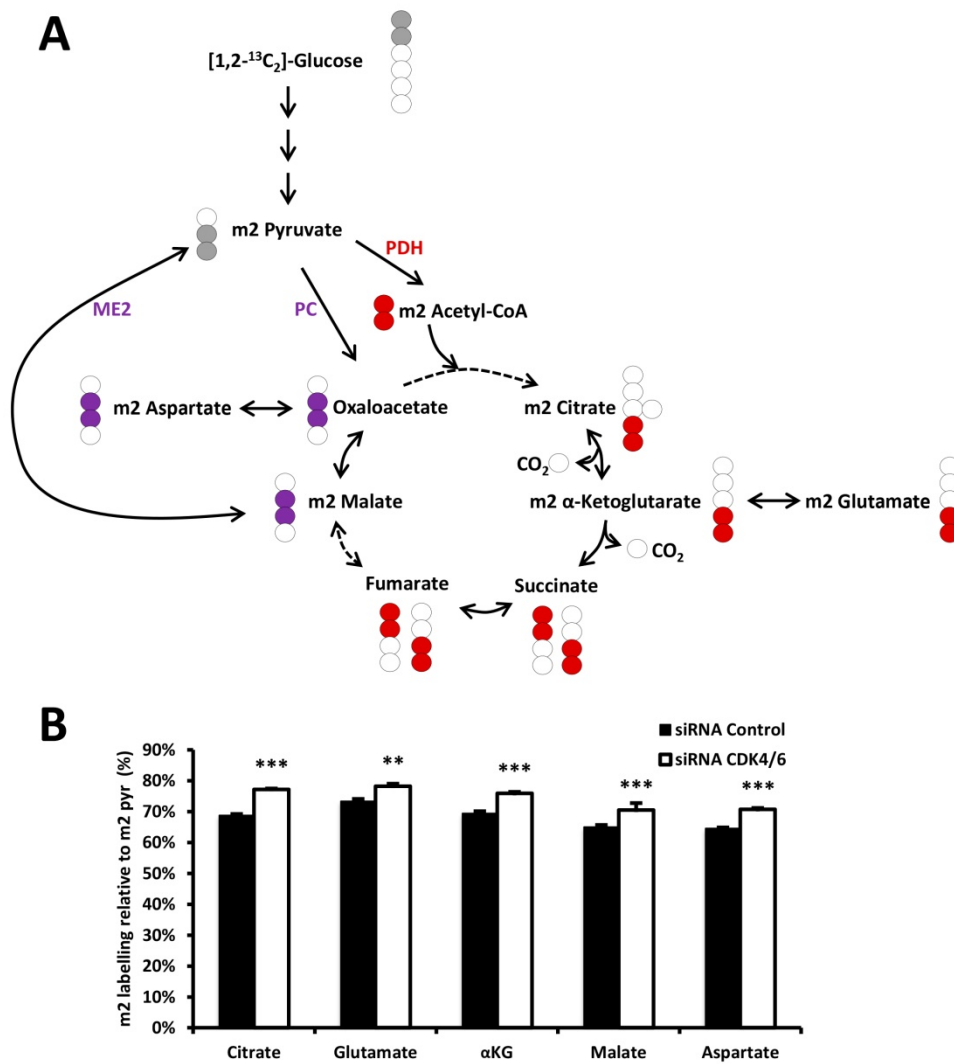 A
[1,2-¹³C₂]-Glucose
m2 Pyruvate
PDH
ME2
PC
m2 Acetyl-CoA
m2 Aspartate
Oxaloacetate
m2 Citrate
CO₂
m2 Malate
m2 α-Ketoglutarate
m2 Glutamate
CO₂
Fumarate
Succinate
B
siRNA Control
siRNA CDK4/6
m2 labelling relative to m2 pyr (%)
90%
80%
70%
60%
50%
40%
30%
20%
10%
0%
***
**
***
***
***
Citrate
Glutamate
αKG
Malate
Aspartate